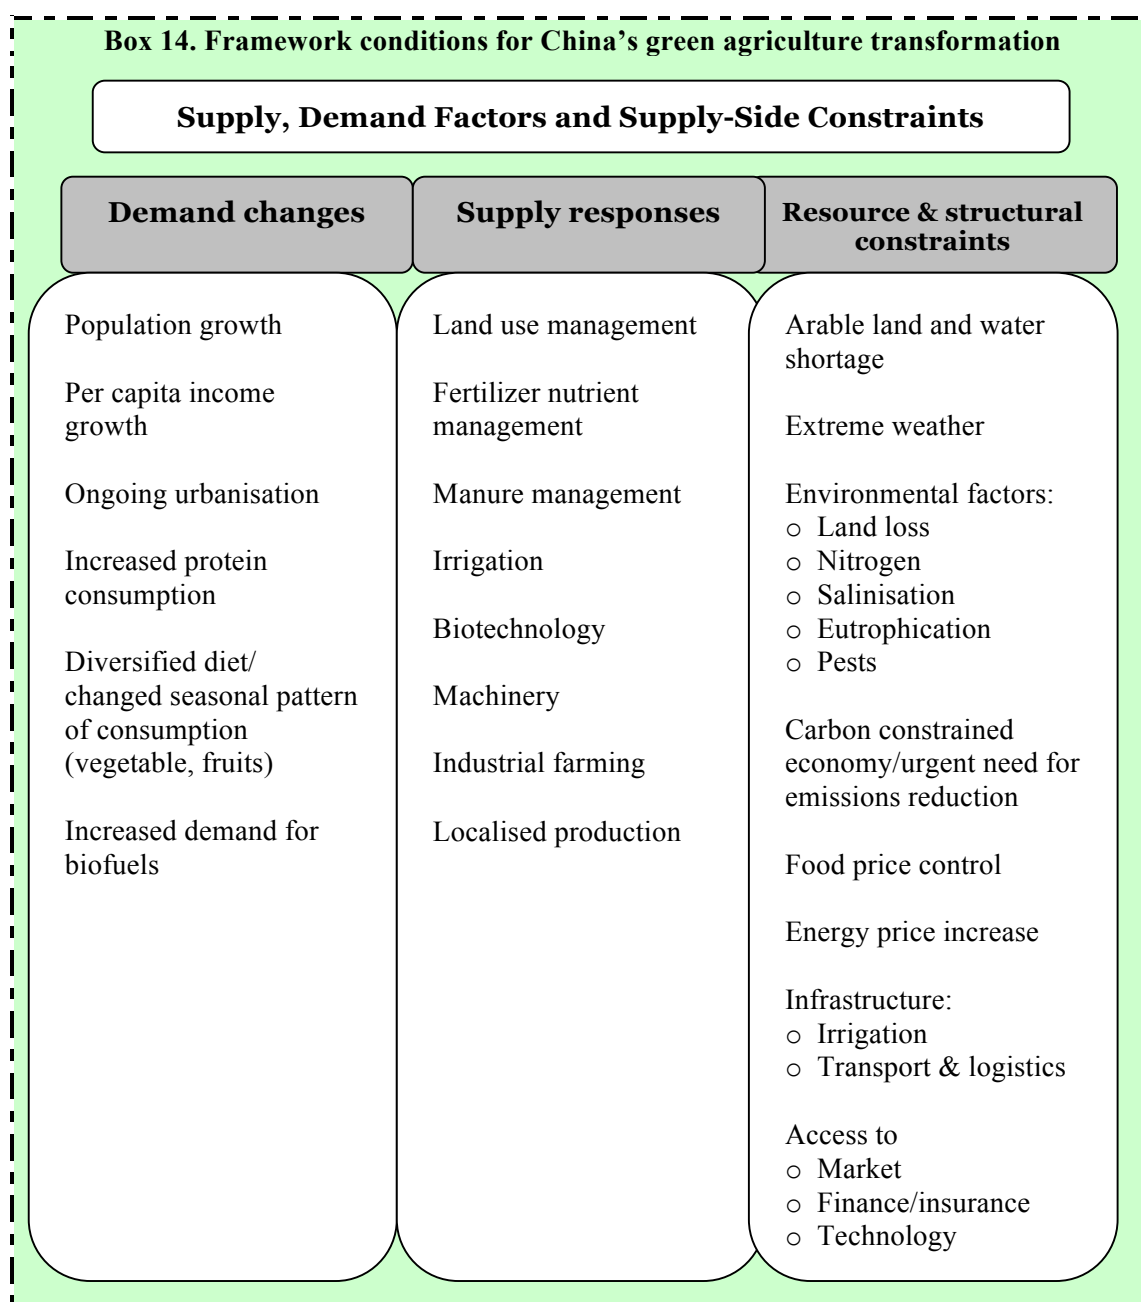 Box 14. Framework conditions for China’s green agriculture transformation
Supply, Demand Factors and Supply-Side Constraints
Demand changes
Population growth
Per capita income
growth
Ongoing urbanisation
Increased protein
consumption
Diversified diet/
changed seasonal pattern
of consumption
(vegetable, fruits)
Increased demand for
biofuels
Supply responses
Land use management
Fertilizer nutrient
management
Manure management
Irrigation
Biotechnology
Machinery
Industrial farming
Localised production
Resource & structural
constraints
Arable land and water
shortage
Extreme weather
Environmental factors:
o Land loss
o Nitrogen
o Salinisation
o Eutrophication
o Pests
Carbon constrained
economy/urgent need for
emissions reduction
Food price control
Energy price increase
Infrastructure:
o Irrigation
o Transport & logistics
Access to
o Market
o Finance/insurance
o Technology